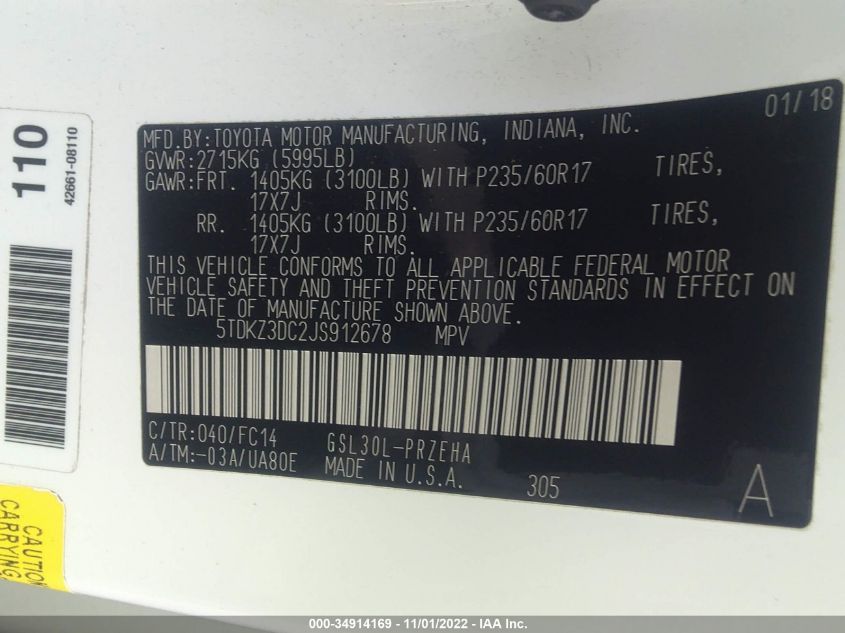 01/18
MFD.BY:TOYOTA MOTOR MANUFACTURING, INDIANA, INC.
GVWR:2715KG (5995LB)
GAWR:FRT. 1405KG (3100LB) WITH P235/60R17 TIRES,
17X7J RIMS.
RR. 1405KG (3100LB) WITH P235/60R17 TIRES,
17X7J RIMS.
THIS VEHICLE CONFORMS TO ALL APPLICABLE FEDERAL MOTOR
VEHICLE SAFETY AND THEFT PREVENTION STANDARDS IN EFFECT ON
THE DATE OF MANUFACTURE SHOWN ABOVE.
5TDKZ3DC2JS912678 MPV
C/TR:040/FC14 GSL30L-PRZEHA
A/TM:-03A/UA80E MADE IN U.S.A. 305 A
110
42661-08110
CAUTION
CARRYING
000-34914169 - 11/01/2022 - IAA Inc.